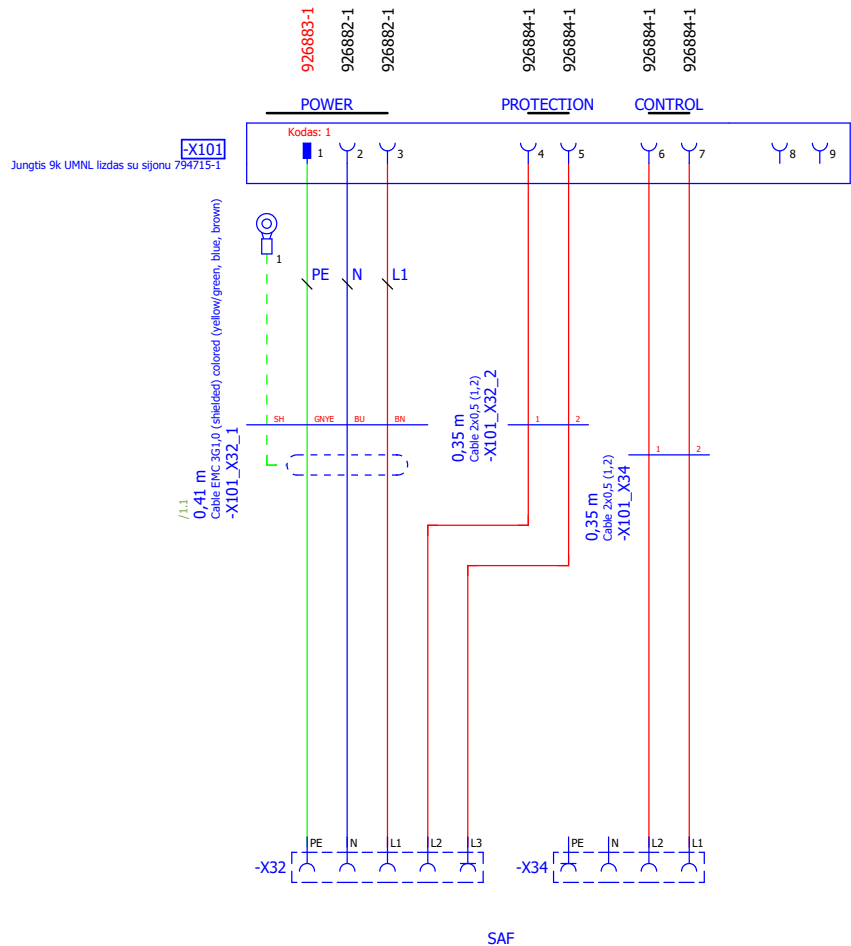 926883-1
926882-1
926882-1
926884-1
926884-1
926884-1
926884-1
POWER
PROTECTION
CONTROL
Kodas: 1
-X101
Jungtis 9k UMNL lizdas su sijonu 794715-1
1
2
3
4
5
6
7
8
9
1
PE
N
L1
/1.1
0,41 m
Cable EMC 3G1,0 (shielded) colored (yellow/green, blue, brown)
-X101_X32_1
SH
GNYE
BU
BN
0,35 m
Cable 2x0,5 (1,2)
-X101_X32_2
1
2
0,35 m
Cable 2x0,5 (1,2)
-X101_X34
1
2
-X32
PE
N
L1
L2
L3
-X34
PE
N
L2
L1
SAF